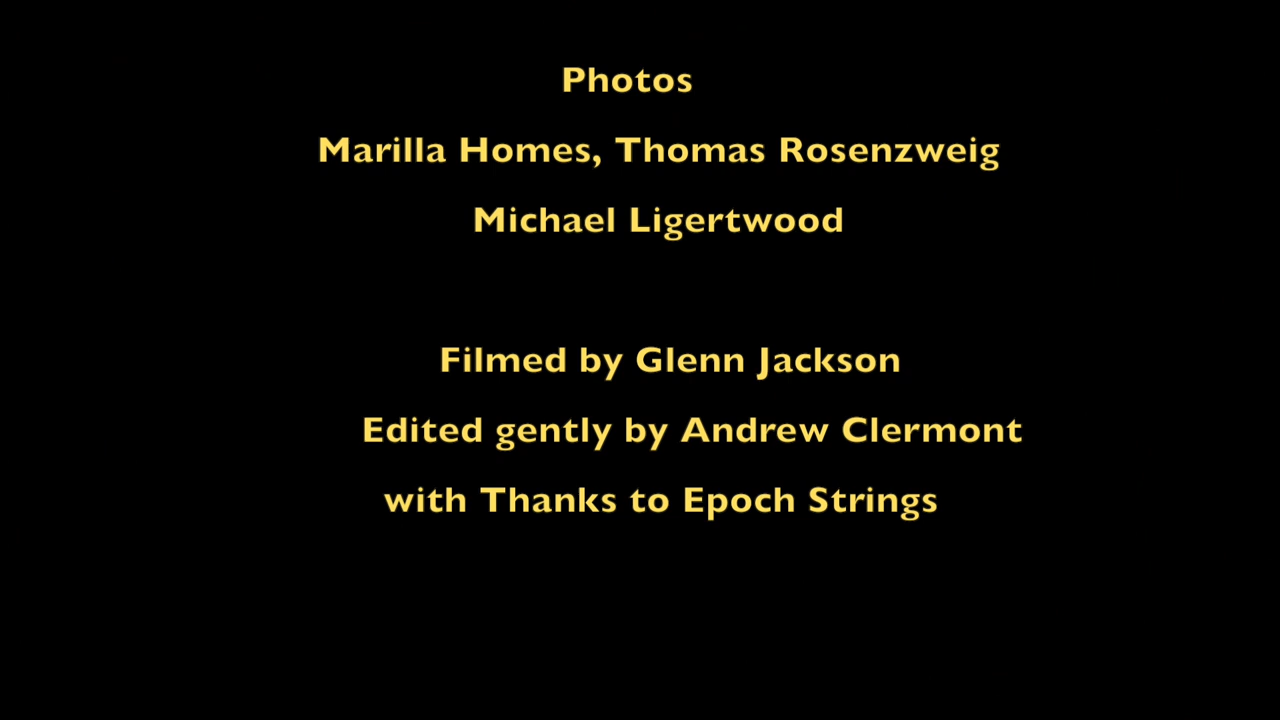 Photos
Marilla Homes, Thomas Rosenzweig
Michael Ligertwood
Filmed by Glenn Jackson
Edited gently by Andrew Clermont
with Thanks to Epoch Strings